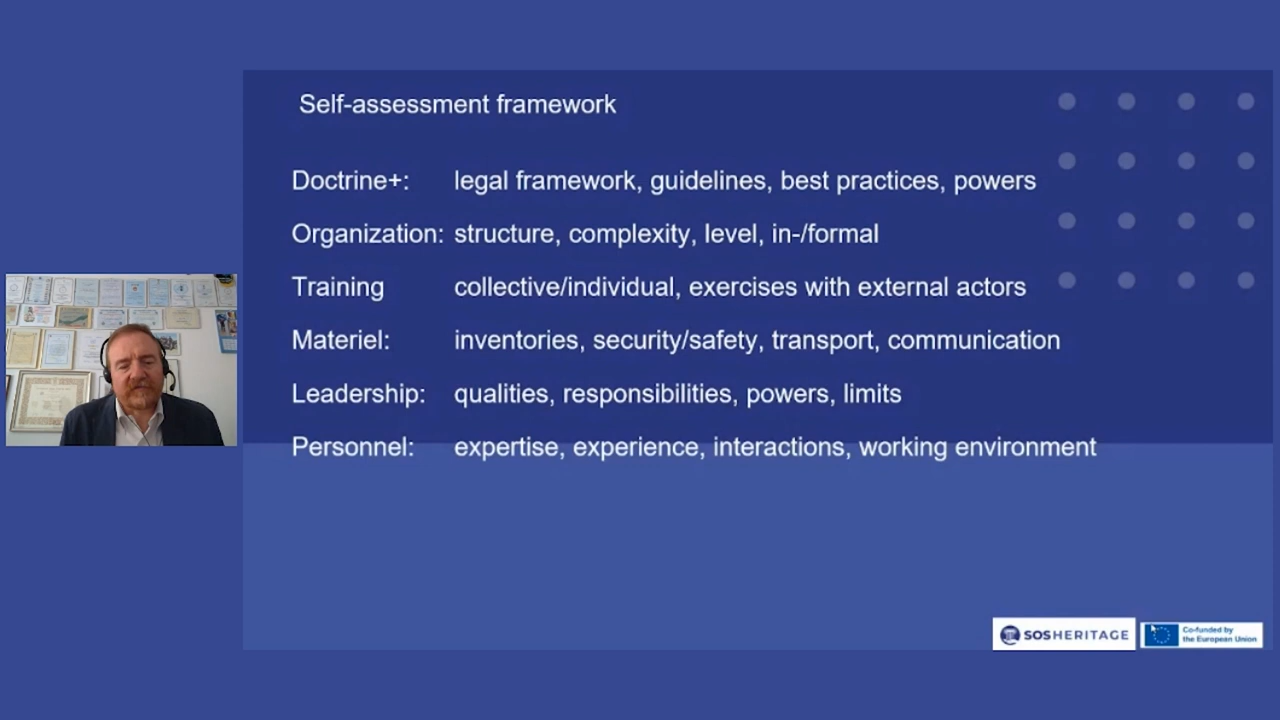 Self-assessment framework
Doctrine+: legal framework, guidelines, best practices, powers
Organization: structure, complexity, level, in-/formal
Training collective/individual, exercises with external actors
Materiel: inventories, security/safety, transport, communication
Leadership: qualities, responsibilities, powers, limits
Personnel: expertise, experience, interactions, working environment
SOSHERITAGE
Co-funded by
the European Union